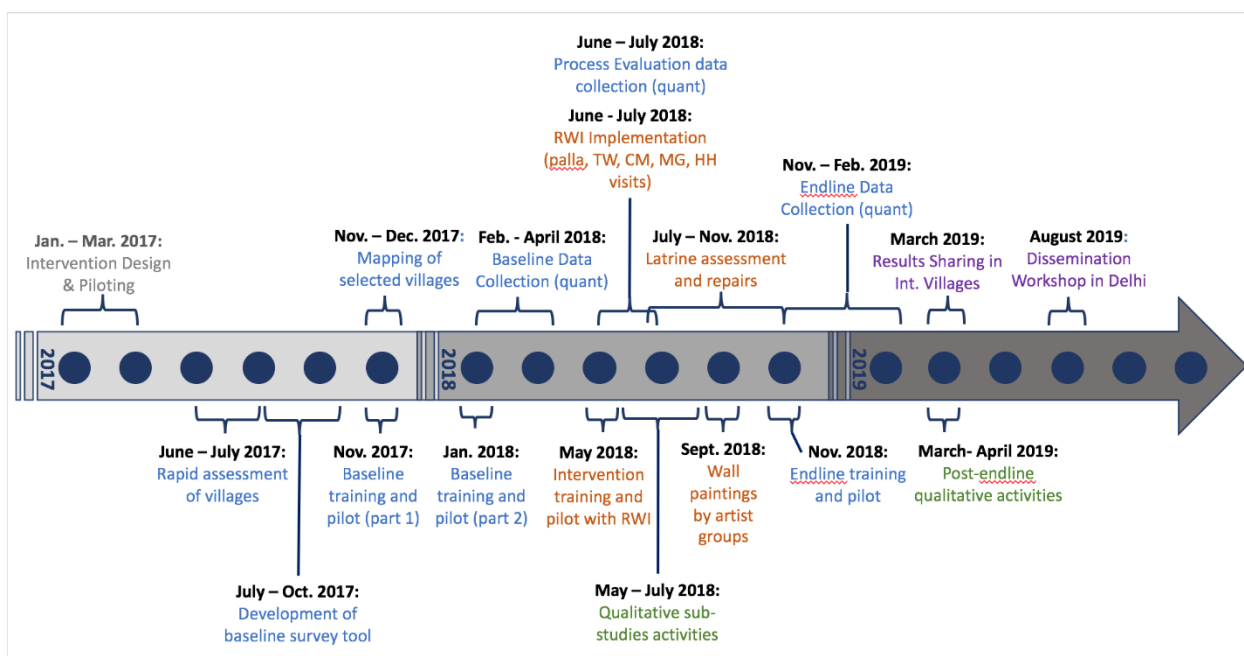 June – July 2018:
Process Evaluation data
collection (quant)
June - July 2018:
RWI Implementation
(palla, TW, CM, MG, HH
visits)
Nov. – Feb. 2019:
Endline Data
Collection (quant)
Jan. – Mar. 2017:
Intervention Design
& Piloting
Nov. – Dec. 2017:
Mapping of
selected villages
Feb. - April 2018:
Baseline Data
Collection (quant)
July – Nov. 2018:
Latrine assessment
and repairs
March 2019:
Results Sharing in
Int. Villages
August 2019:
Dissemination
Workshop in Delhi
2017
2018
2019
June – July 2017:
Rapid assessment
of villages
Nov. 2017:
Baseline
training and
pilot (part 1)
Jan. 2018:
Baseline
training and
pilot (part 2)
May 2018:
Intervention
training and
pilot with RWI
Sept. 2018:
Wall
paintings
by artist
groups
Nov. 2018:
Endline training
and pilot
March- April 2019:
Post-endline
qualitative activities
July – Oct. 2017:
Development of
baseline survey tool
May – July 2018:
Qualitative sub-
studies activities